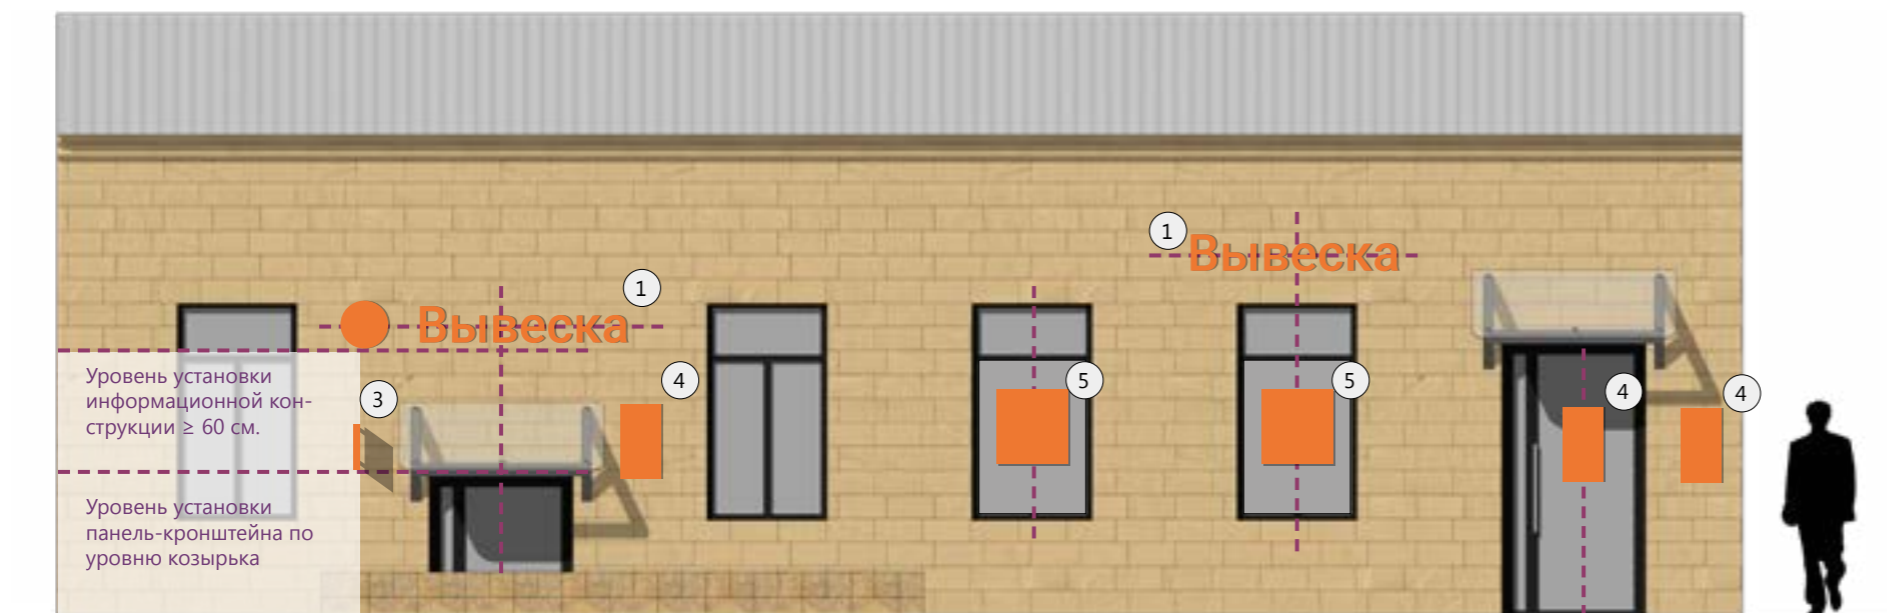 1
Вывеска
1
Вывеска
Уровень установки
информационной кон-
струкции ≥ 60 см.
3
4
5
5
4
4
Уровень установки
панель-кронштейна по
уровню козырька